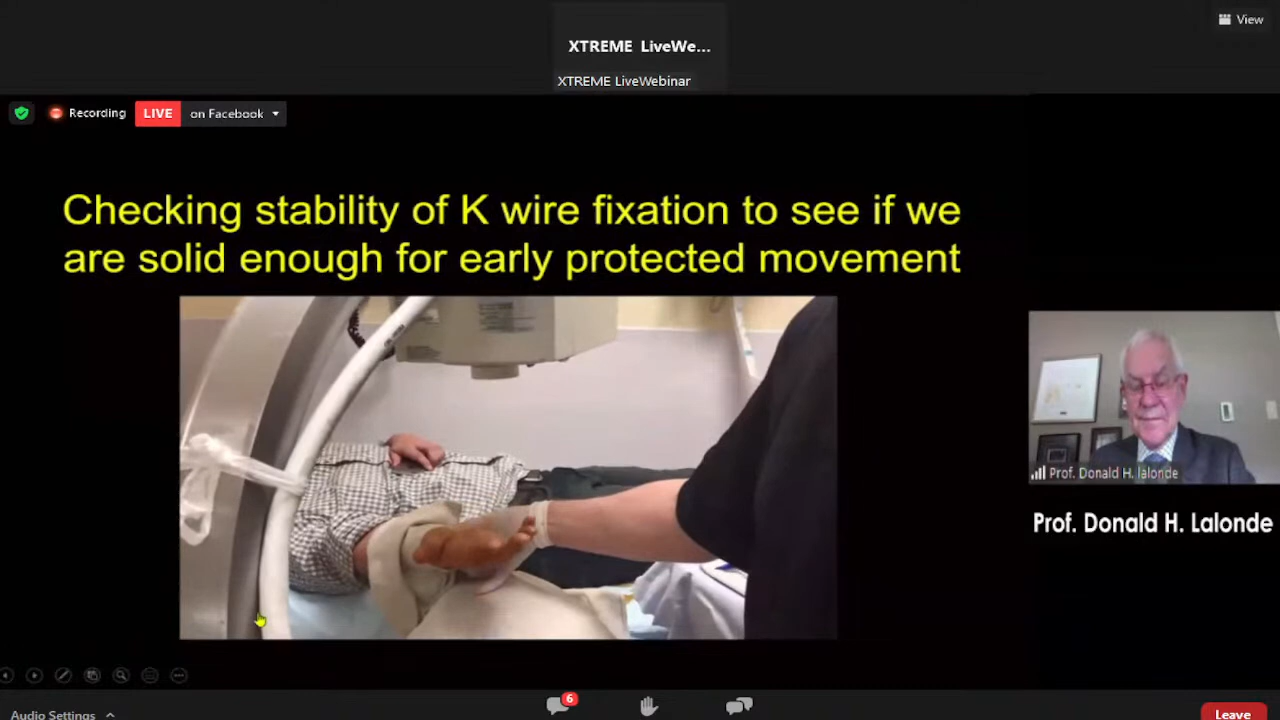 View
XTREME LiveWe...
XTREME LiveWebinar
Recording
LIVE
on Facebook
Checking stability of K wire fixation to see if we
are solid enough for early protected movement
Prof. Donald H. lalonde
Prof. Donald H. Lalonde
6
Audio Settings
Leave